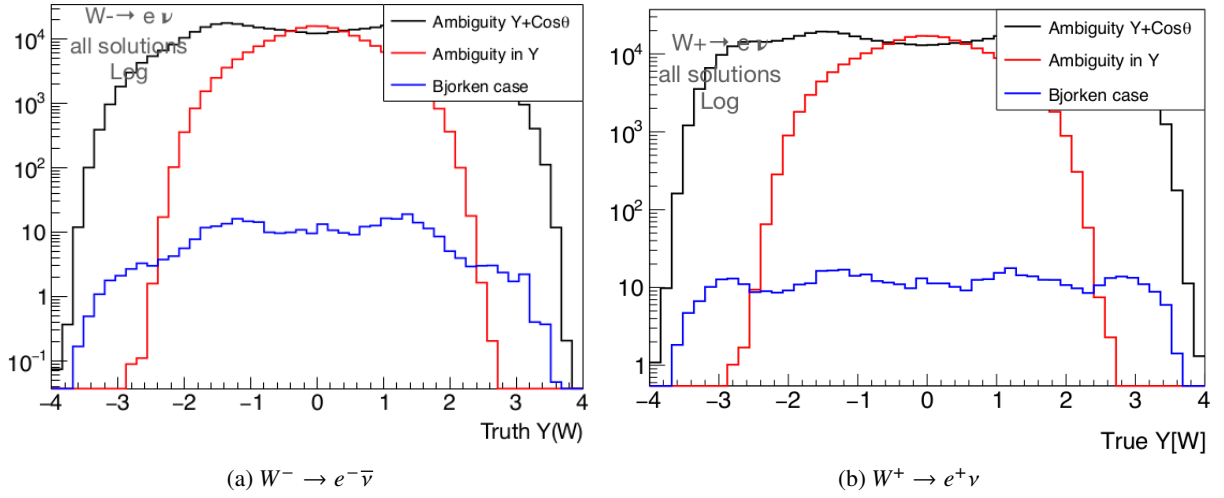 W-→ e ν
all solutions
Log
Ambiguity Y+Cosθ
Ambiguity in Y
Bjorken case
10⁴
10³
10²
10
1
10⁻¹
−4 −3 −2 −1 0 1 2 3 4
Truth Y(W)
(a) W⁻ → e⁻ν̅
W+→ e ν
all solutions
Log
Ambiguity Y+Cosθ
Ambiguity in Y
Bjorken case
10⁴
10³
10²
10
1
−4 −3 −2 −1 0 1 2 3 4
True Y[W]
(b) W⁺ → e⁺ν